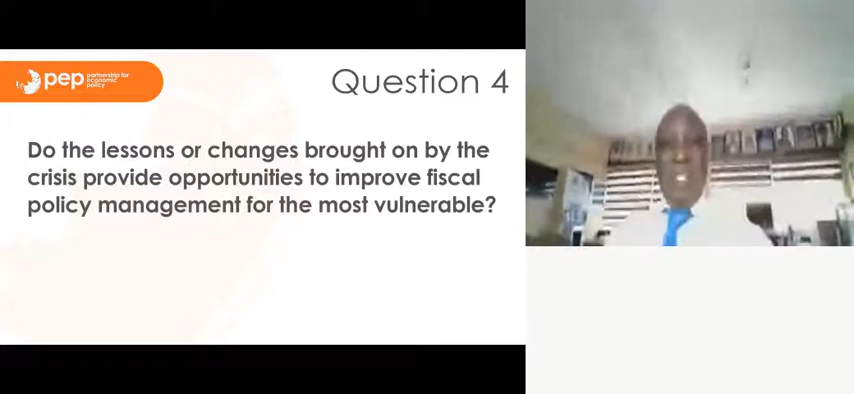 pep partnership for
economic
policy
Question 4
Do the lessons or changes brought on by the
crisis provide opportunities to improve fiscal
policy management for the most vulnerable?